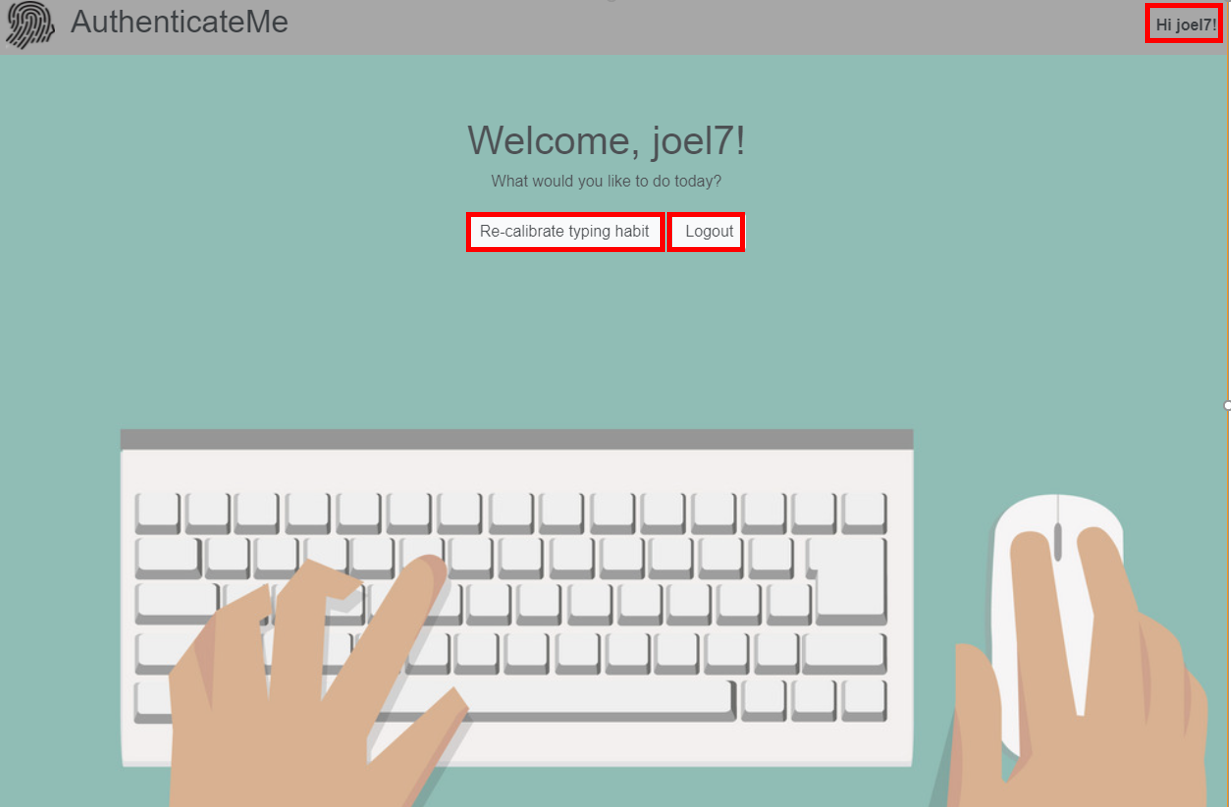 AuthenticateMe
Hi joel7!
Welcome, joel7!
What would you like to do today?
Re-calibrate typing habit
Logout